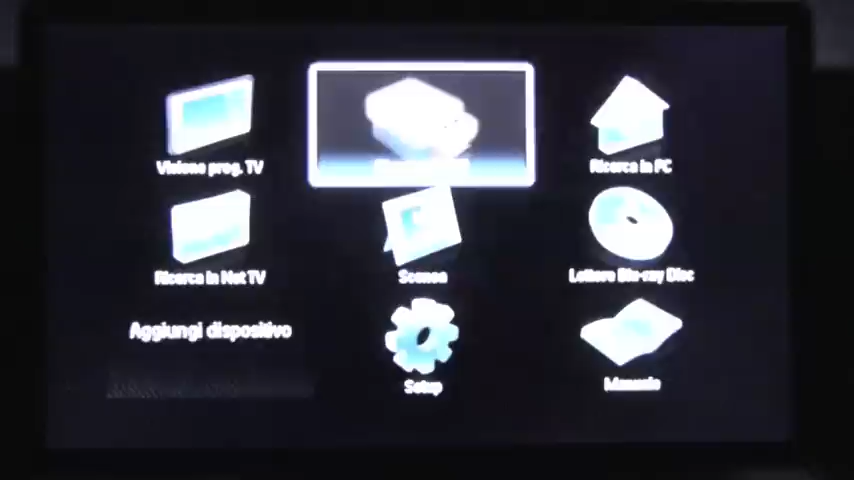 Visione prog. TV
Ricerca in PC
Ricerca in Net TV
Scenea
Lettore Blu-ray Disc
Aggiungi dispositivo
Setup
Manuale